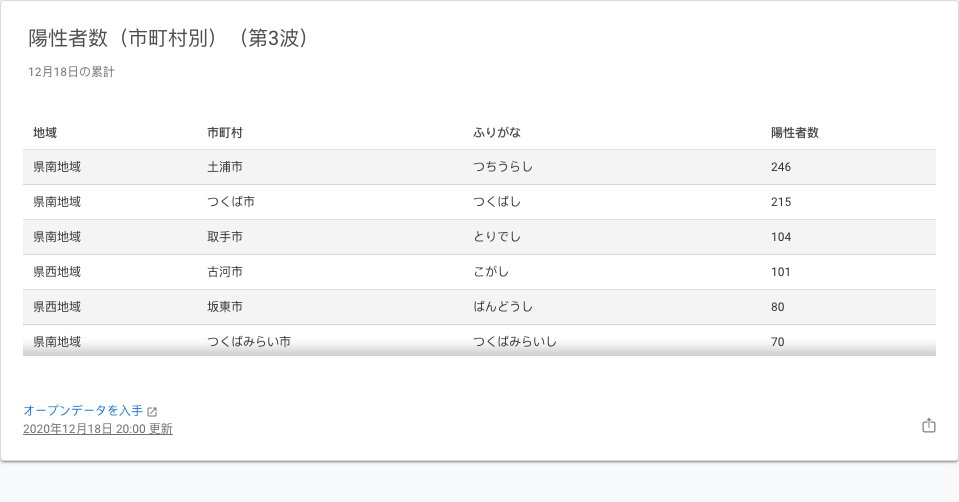 陽性者数（市町村別）（第3波）
12月18日の累計
地域 市町村 ふりがな 陽性者数
県南地域 土浦市 つちうらし 246
県南地域 つくば市 つくばし 215
県南地域 取手市 とりでし 104
県西地域 古河市 こがし 101
県西地域 坂東市 ばんどうし 80
県南地域 つくばみらい市 つくばみらいし 70
オープンデータを入手
2020年12月18日 20:00 更新